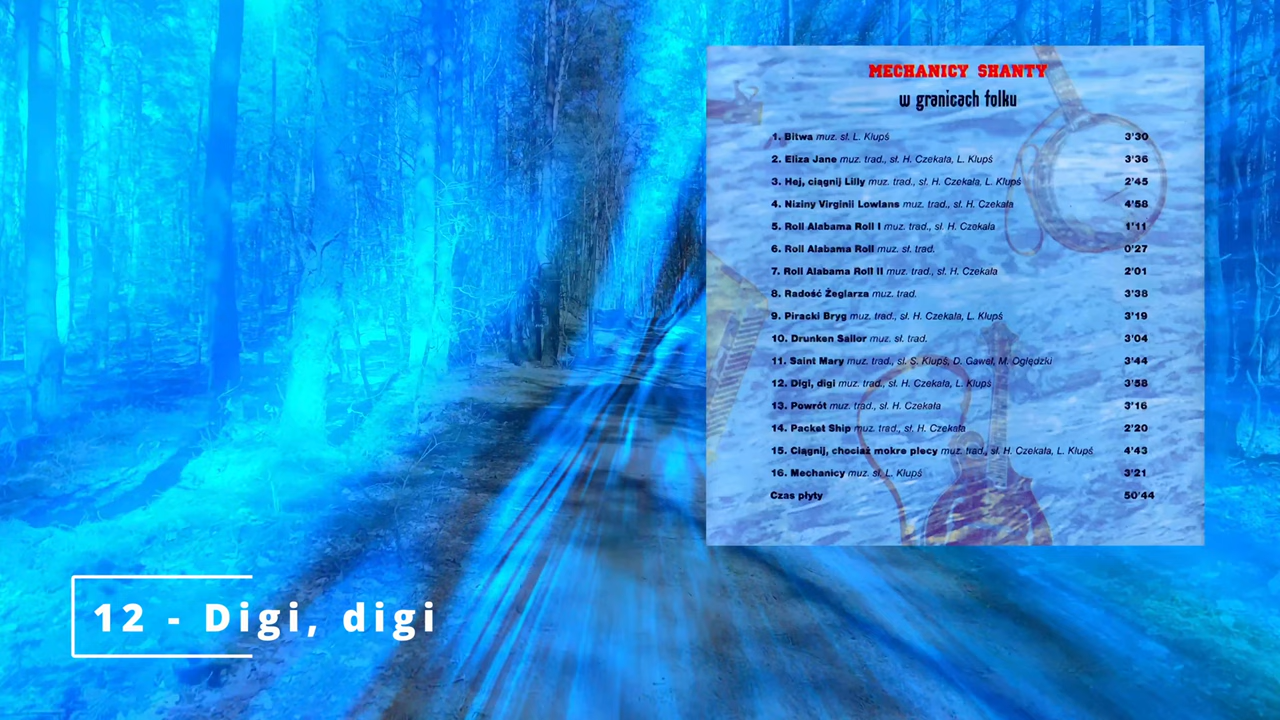 MECHANICY SHANTY
w granicach folku
1. Bitwa muz. sł. L. Klupś 3'30
2. Eliza Jane muz. trad., sł. H. Czekała, L. Klupś 3'36
3. Hej, ciągnij Lilly muz. trad., sł. H. Czekała, L. Klupś 2'45
4. Niziny Virginii Lowlans muz. trad., sł. H. Czekała 4'58
5. Roll Alabama Roll I muz. trad., sł. H. Czekała 1'11
6. Roll Alabama Roll muz. sł. trad. 0'27
7. Roll Alabama Roll II muz. trad., sł. H. Czekała 2'01
8. Radość Żeglarza muz. trad. 3'38
9. Piracki Bryg muz. trad., sł. H. Czekała, L. Klupś 3'19
10. Drunken Sailor muz. sł. trad. 3'04
11. Saint Mary muz. trad., sł. S. Klupś, D. Gaweł, M. Oględzki 3'44
12. Digi, digi muz. trad., sł. H. Czekała, L. Klupś 3'58
13. Powrót muz. trad., sł. H. Czekała 3'16
14. Packet Ship muz. trad., sł. H. Czekała 2'20
15. Ciągnij, chociaż mokre plecy muz. trad., sł. H. Czekała, L. Klupś 4'43
16. Mechanicy muz. sł. L. Klupś 3'21
Czas płyty 50'44
12 - Digi, digi